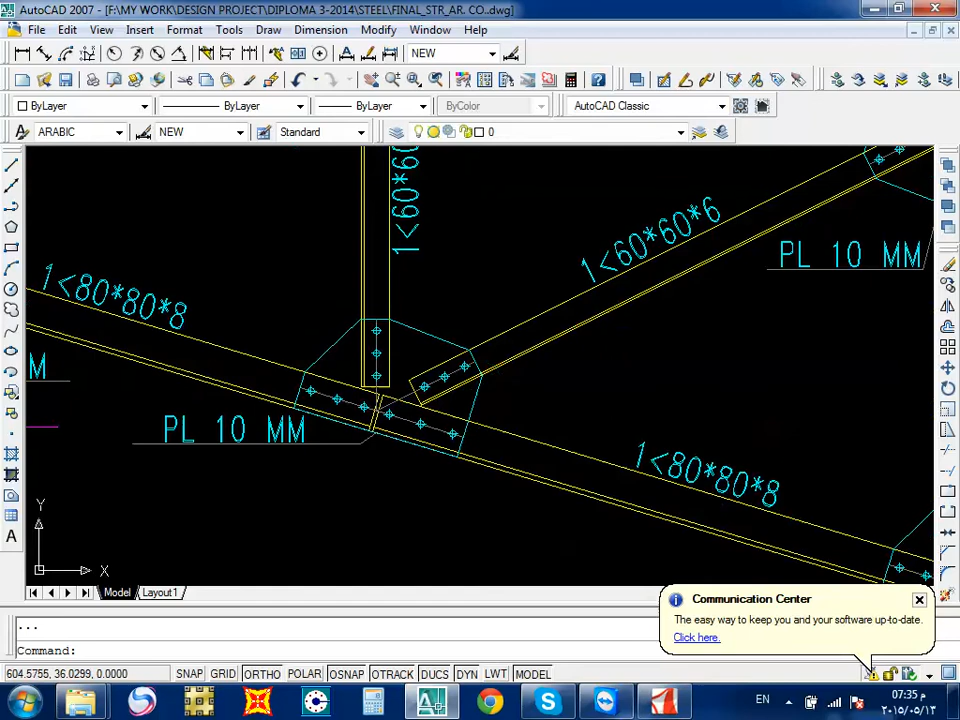 AutoCAD 2007 - [F:\MY WORK\DESIGN PROJECT\DIPLOMA 3-2014\STEEL\FINAL_STR_AR. CO..dwg]
File Edit View Insert Format Tools Draw Dimension Modify Window Help
NEW
ByLayer ByLayer ByLayer ByColor AutoCAD Classic
ARABIC NEW Standard 0
1<60*60
1<60*60*6
PL 10 MM
1<80*80*8
M
PL 10 MM
1<80*80*8
Y
X
Model Layout1
Communication Center
The easy way to keep you and your software up-to-date.
Click here.
...
Command:
604.5755, 36.0299, 0.0000 SNAP GRID ORTHO POLAR OSNAP OTRACK DUCS DYN LWT MODEL
EN
07:35 م
٢٠١٥/٠٥/١٣